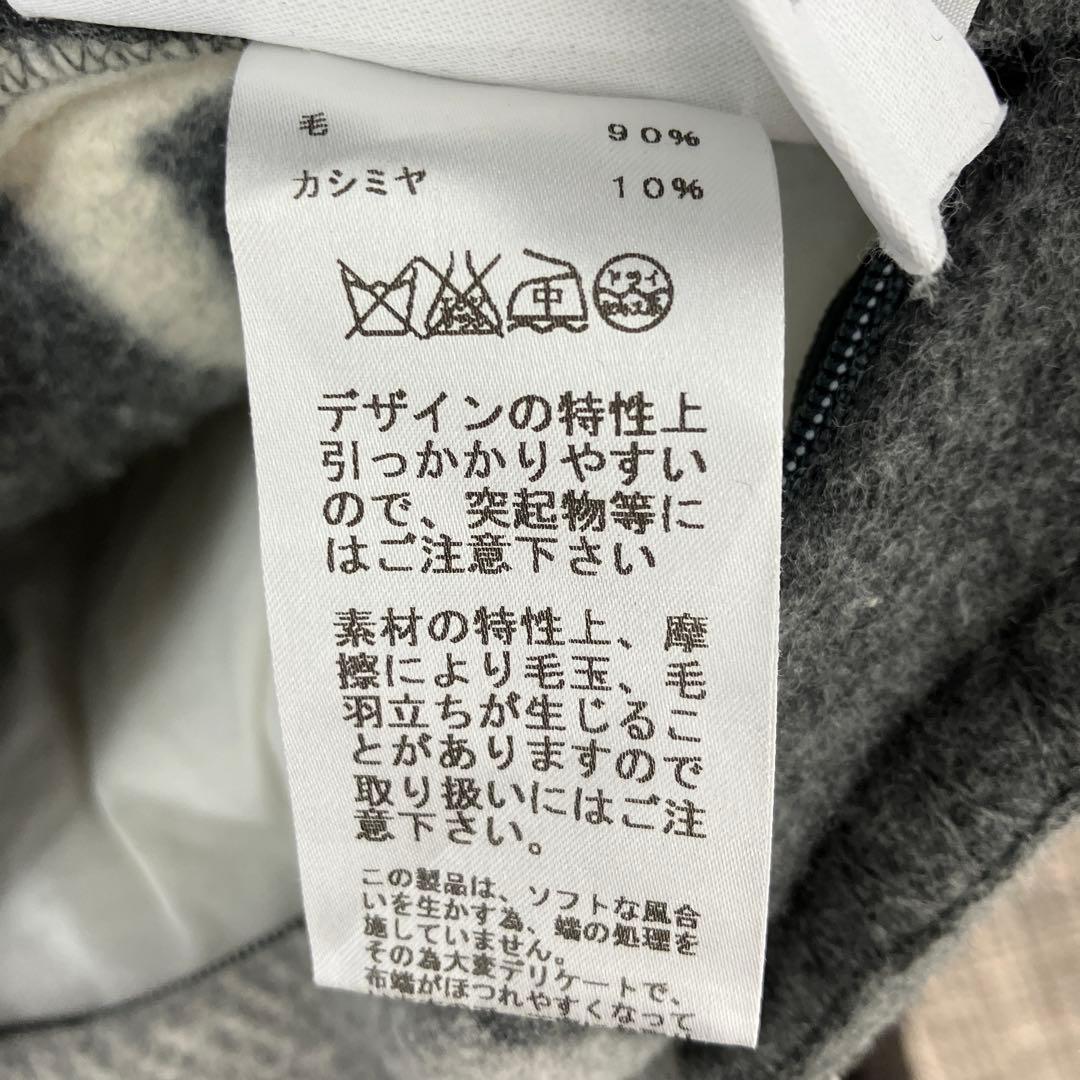 毛 90%
カシミヤ 10%
中
ドライ
デザインの特性上
引っかかりやすい
ので、突起物等に
はご注意下さい
素材の特性上、摩
擦により毛玉、毛
羽立ちが生じるこ
とがありますので
取り扱いにはご注
意下さい。
この製品は、ソフトな風合
いを生かす為、端の処理を
施していません。
その為大変デリケートで、
布端がほつれやすくなって